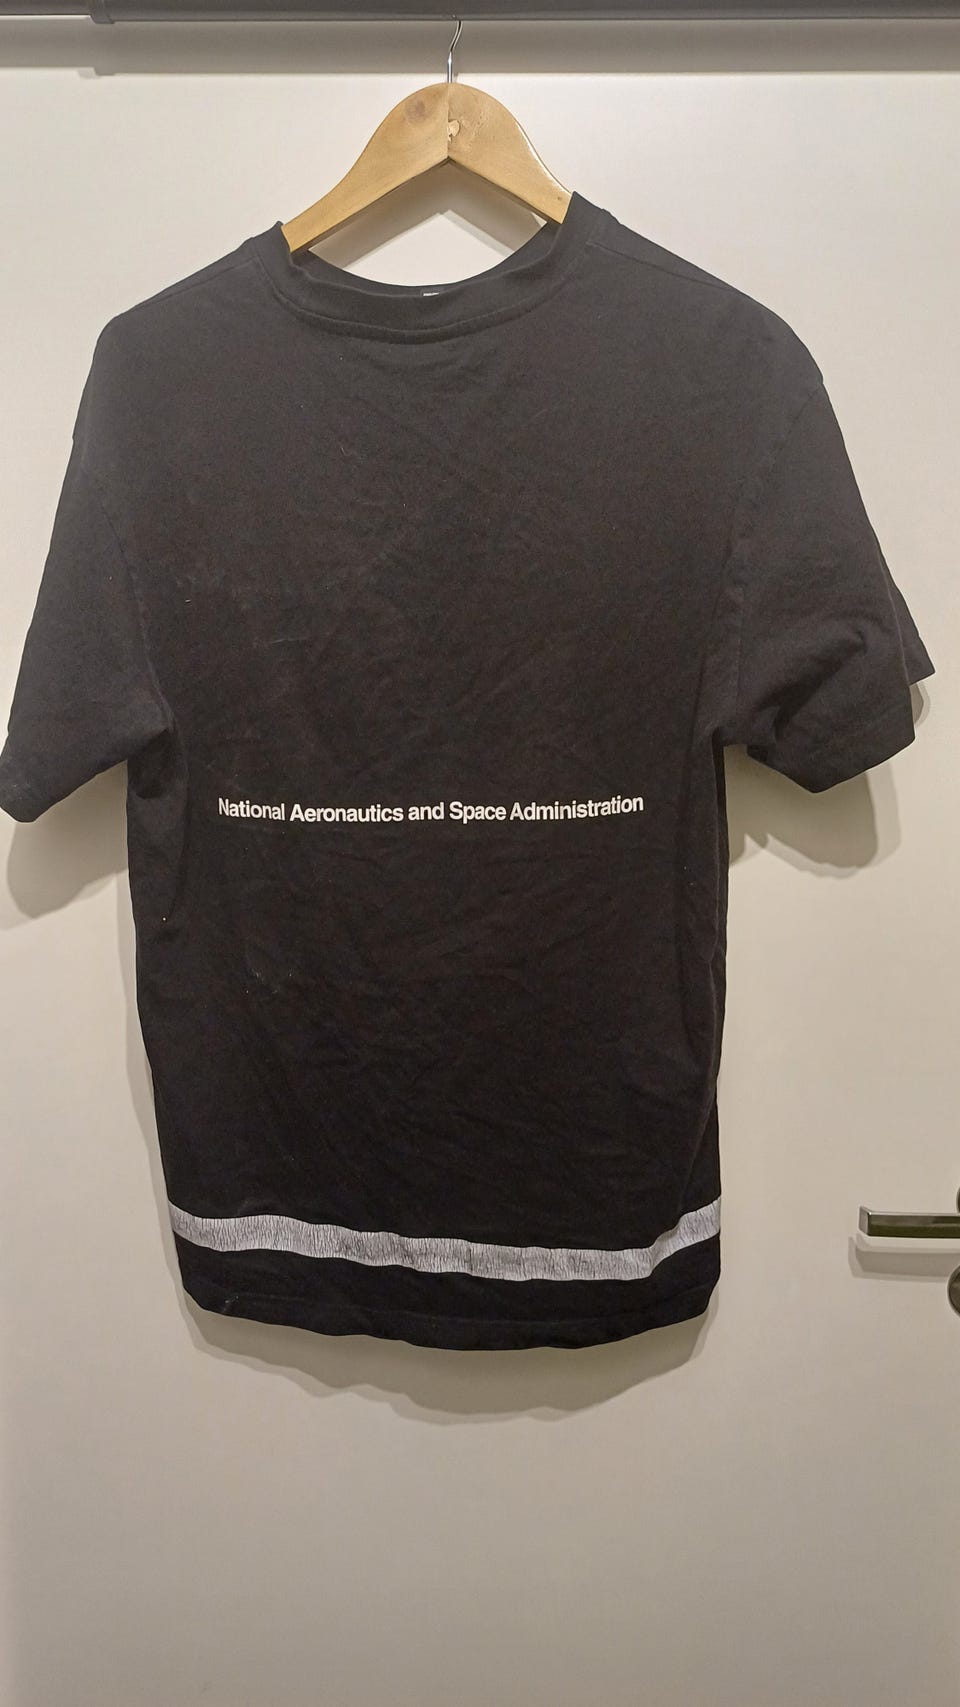 National Aeronautics and Space Administration